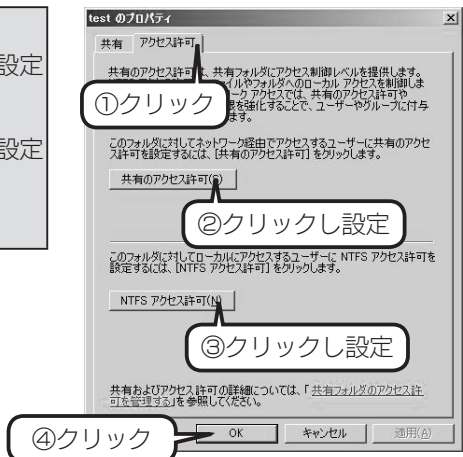 設定
設定
test のプロパティ
共有 アクセス許可
共有のアクセス許可は、共有フォルダにアクセス制御レベルを提供します。
ァイルやフォルダへのローカル アクセスを制御しま
ーク アクセスでは、共有のアクセス許可や
限を強化することで、ユーザーやグループに付与
ます。
①クリック
このフォルダに対してネットワーク経由でアクセスするユーザーに共有のアクセ
ス許可を設定するには、[共有のアクセス許可] をクリックします。
共有のアクセス許可(S)
②クリックし設定
このフォルダに対してローカルにアクセスするユーザーに NTFS アクセス許可を
設定するには、[NTFS アクセス許可] をクリックします。
NTFS アクセス許可(N)
③クリックし設定
共有およびアクセス許可の詳細については、「共有フォルダのアクセス許
可を管理する」を参照してください。
④クリック
OK キャンセル 適用(A)